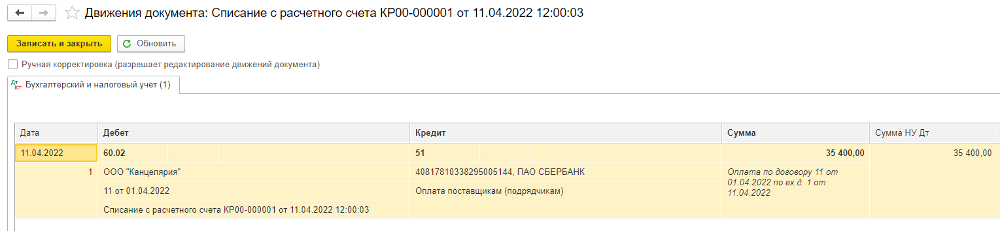 Движения документа: Списание с расчетного счета КР00-000001 от 11.04.2022 12:00:03
Записать и закрыть
Обновить
Ручная корректировка (разрешает редактирование движений документа)
Дт Кт Бухгалтерский и налоговый учет (1)
Дата Дебет Кредит Сумма Сумма НУ Дт
11.04.2022 60.02 51 35 400,00 35 400,00
1 ООО "Канцелярия" 40817810338295005144, ПАО СБЕРБАНК Оплата по договору 11 от
01.04.2022 по вх.д. 1 от
11 от 01.04.2022 Оплата поставщикам (подрядчикам) 11.04.2022
Списание с расчетного счета КР00-000001 от 11.04.2022 12:00:03